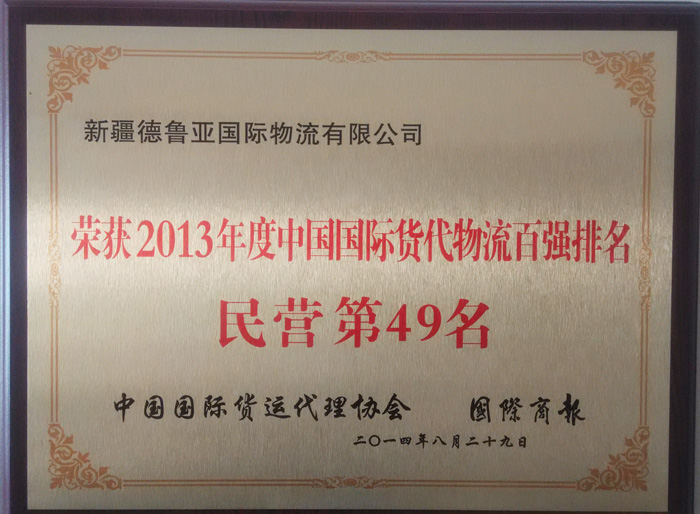 新疆德鲁亚国际物流有限公司
荣获2013年度中国国际货代物流百强排名
民营第49名
中国国际货运代理协会 國際商報
二〇一四年八月二十九日